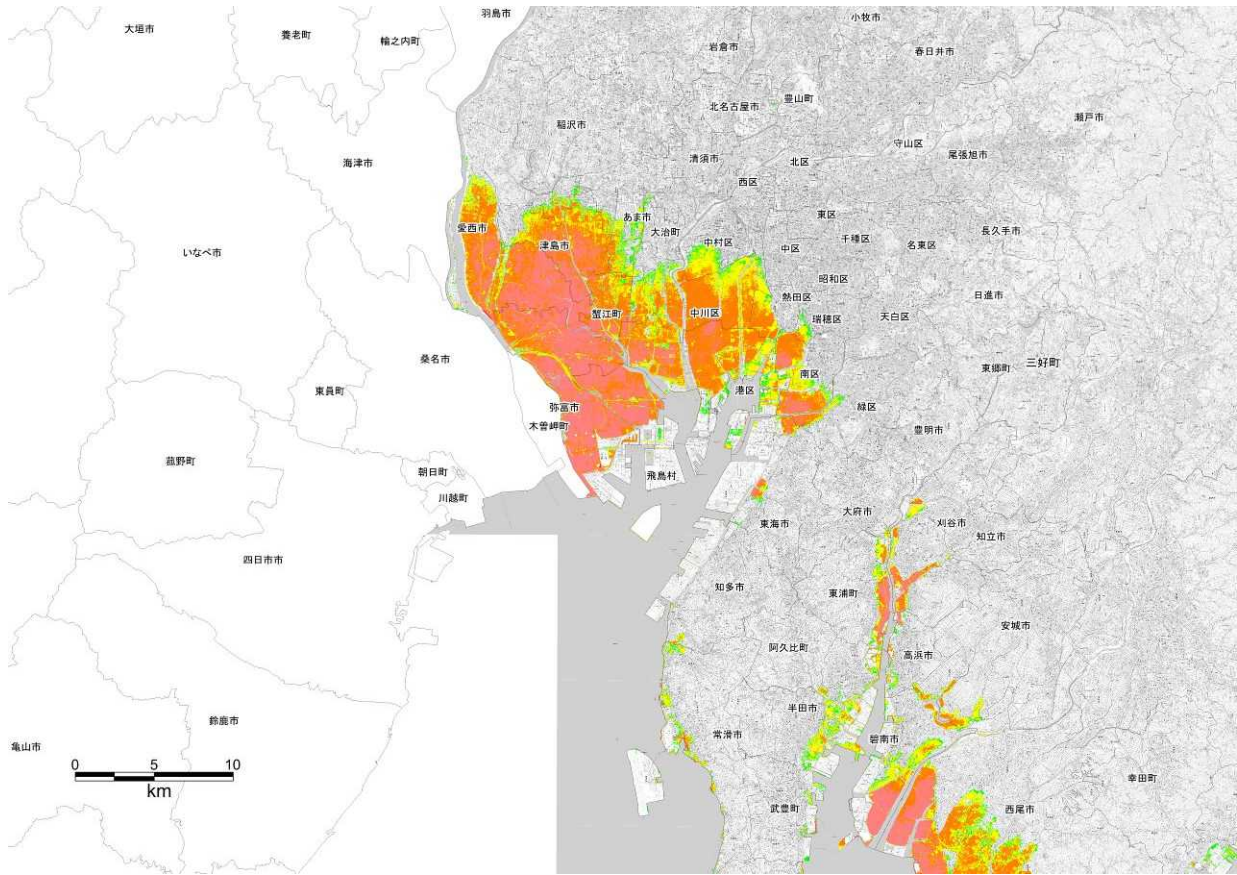 大垣市
養老町
輪之内町
羽島市
小牧市
岩倉市
春日井市
北名古屋市
豊山町
瀬戸市
稲沢市
海津市
清須市
北区
守山区
尾張旭市
西区
愛西市
あま市
大治町
東区
長久手市
いなべ市
津島市
中村区
中区
千種区
名東区
昭和区
熱田区
日進市
蟹江町
中川区
瑞穂区
天白区
桑名市
東員町
南区
東郷町
三好町
港区
弥富市
木曽岬町
緑区
豊明市
菰野町
朝日町
川越町
飛島村
大府市
東海市
刈谷市
知立市
四日市市
知多市
東浦町
安城市
阿久比町
高浜市
半田市
鈴鹿市
常滑市
碧南市
亀山市
0 5 10
km
幸田町
武豊町
西尾市